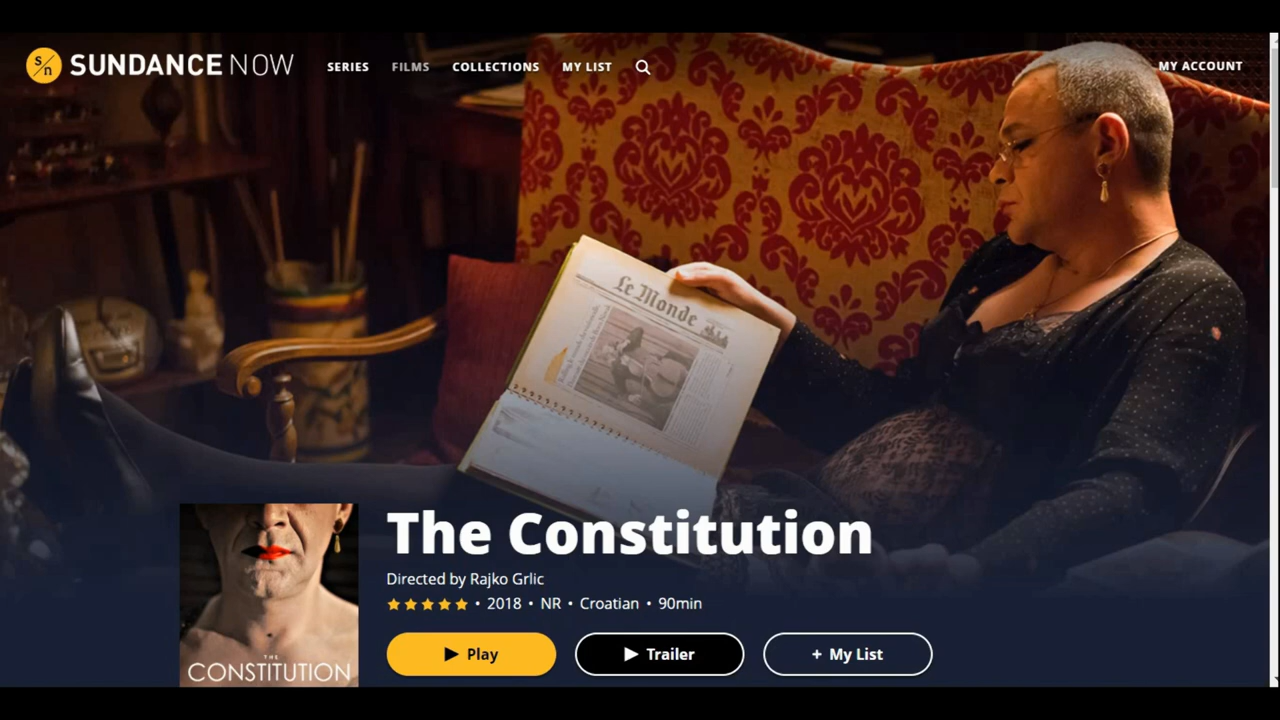 s/n SUNDANCE NOW SERIES FILMS COLLECTIONS MY LIST MY ACCOUNT
Le Monde
The Constitution
Directed by Rajko Grlic
• 2018 • NR • Croatian • 90min
Play Trailer + My List
THE
CONSTITUTION